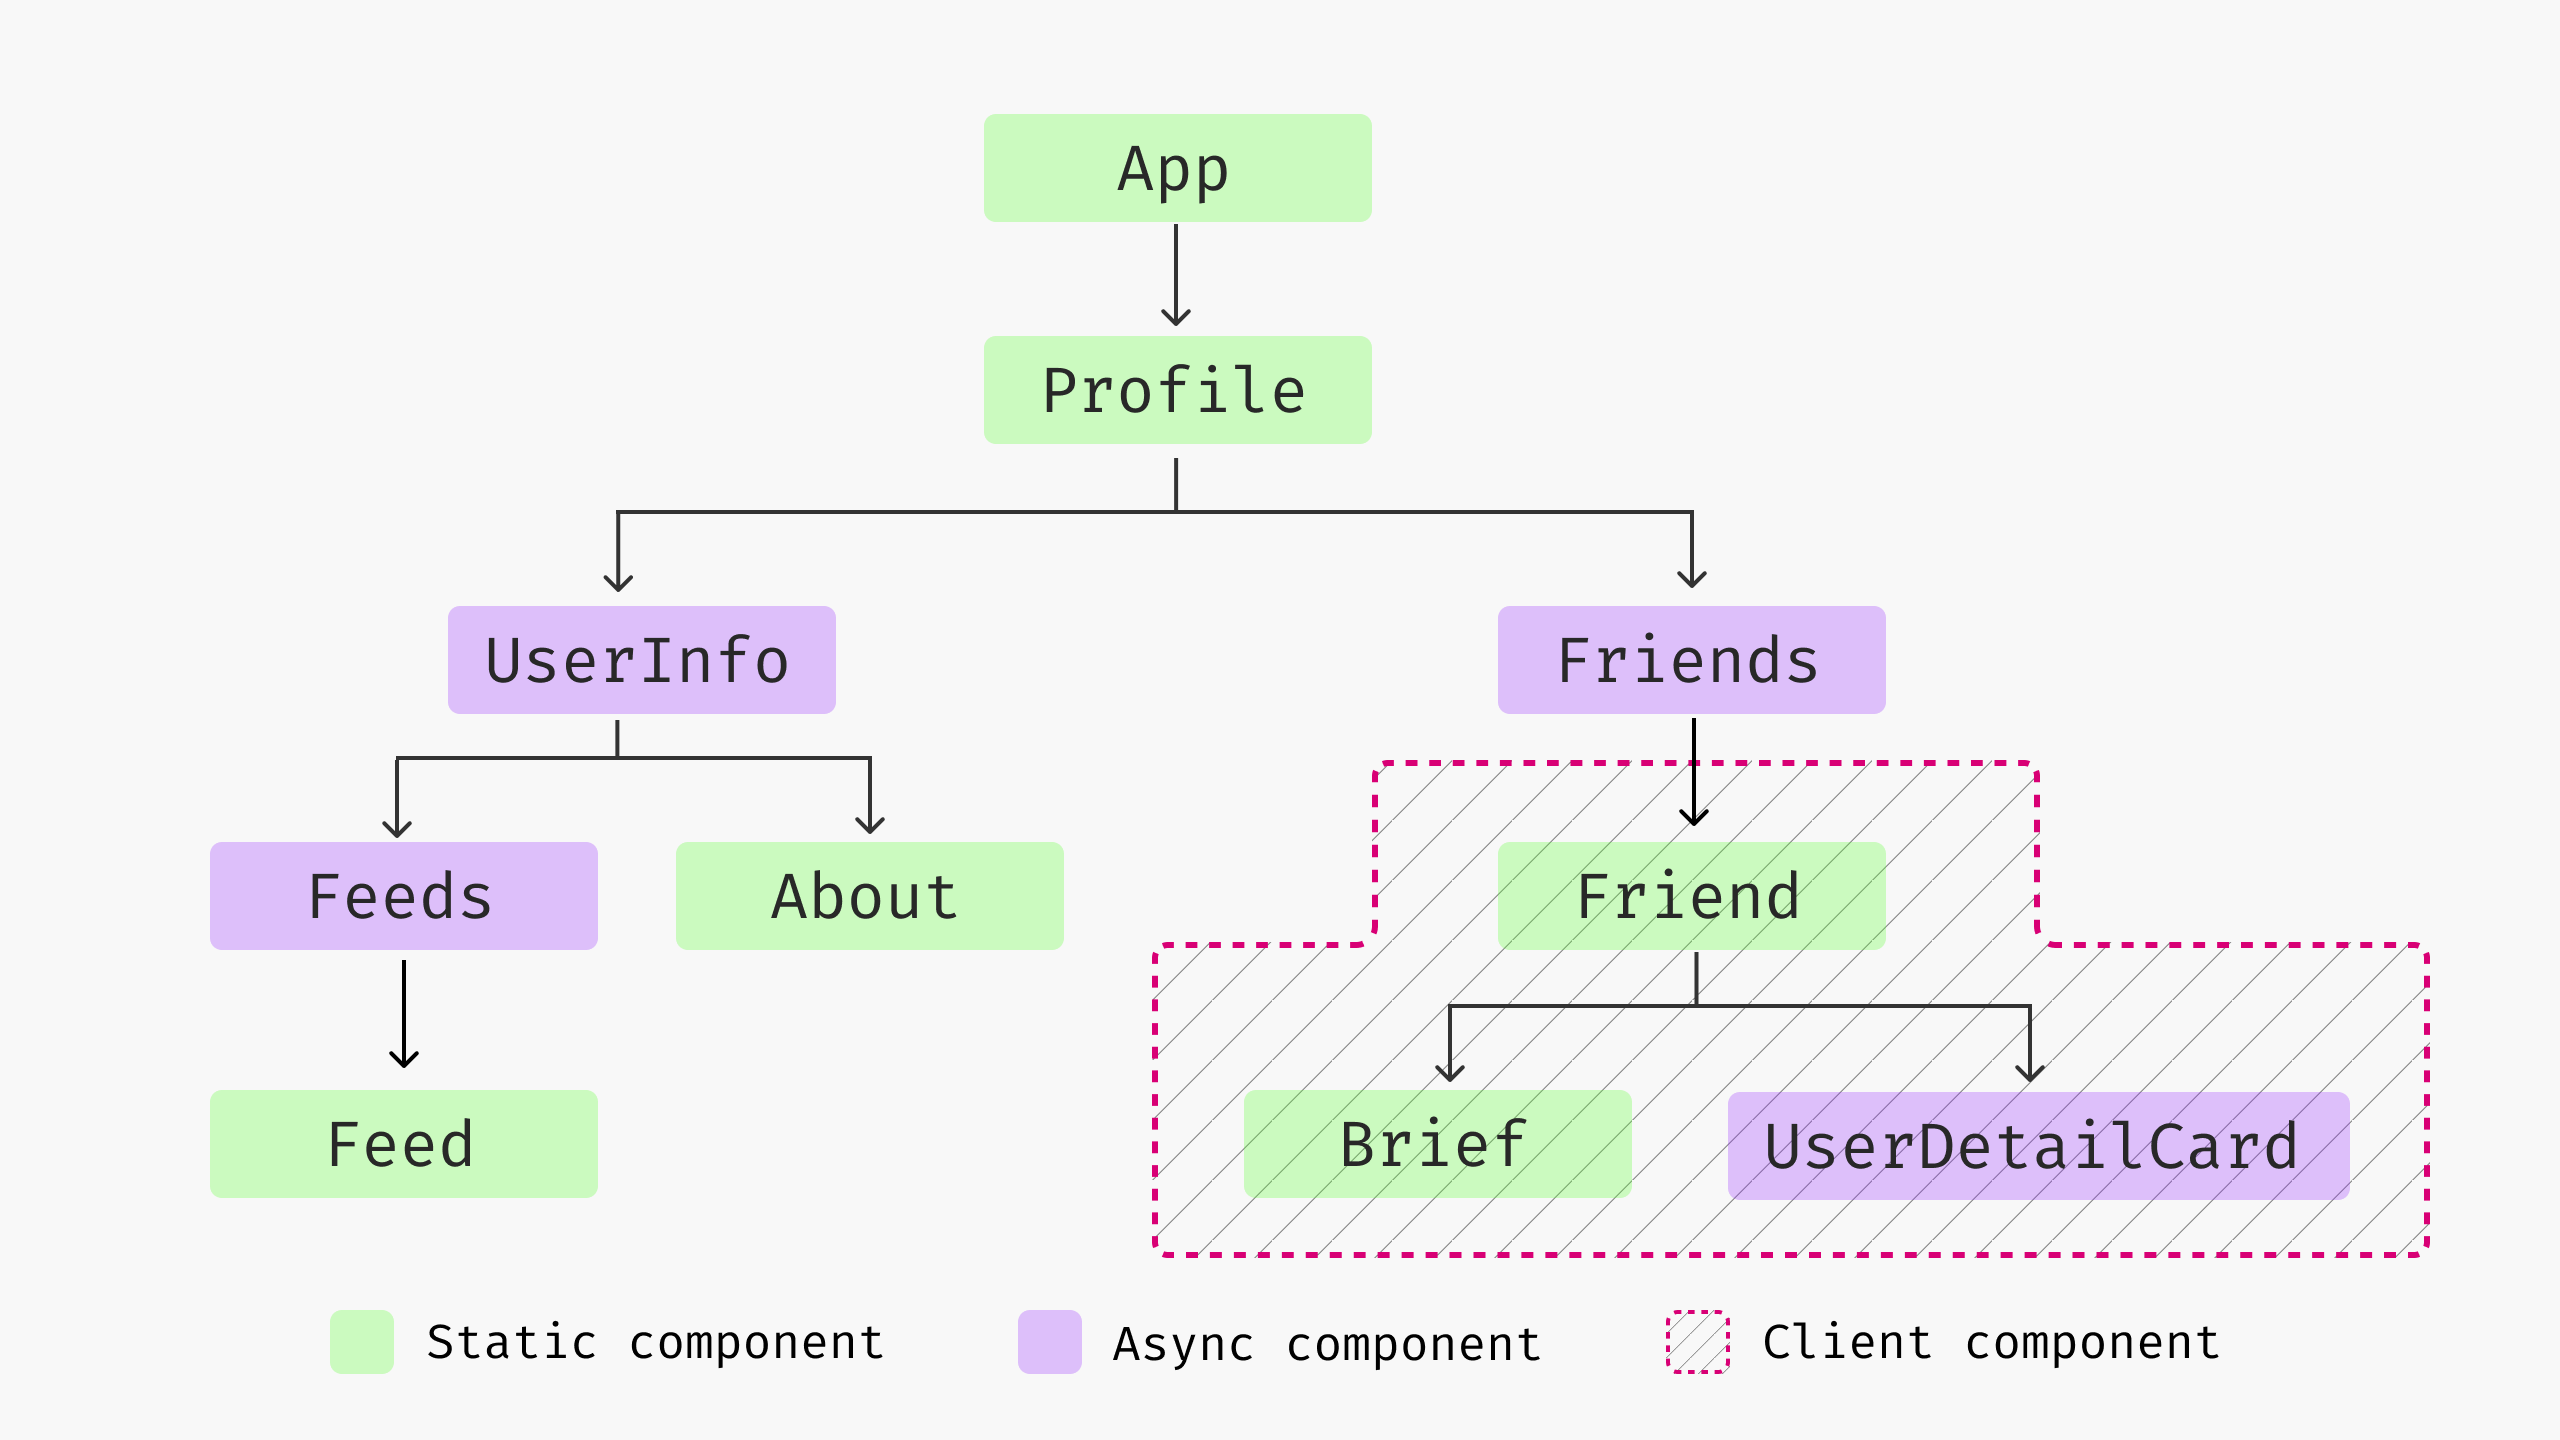 App
Profile
UserInfo
Friends
Feeds
About
Friend
Feed
Brief
UserDetailCard
Static component
Async component
Client component